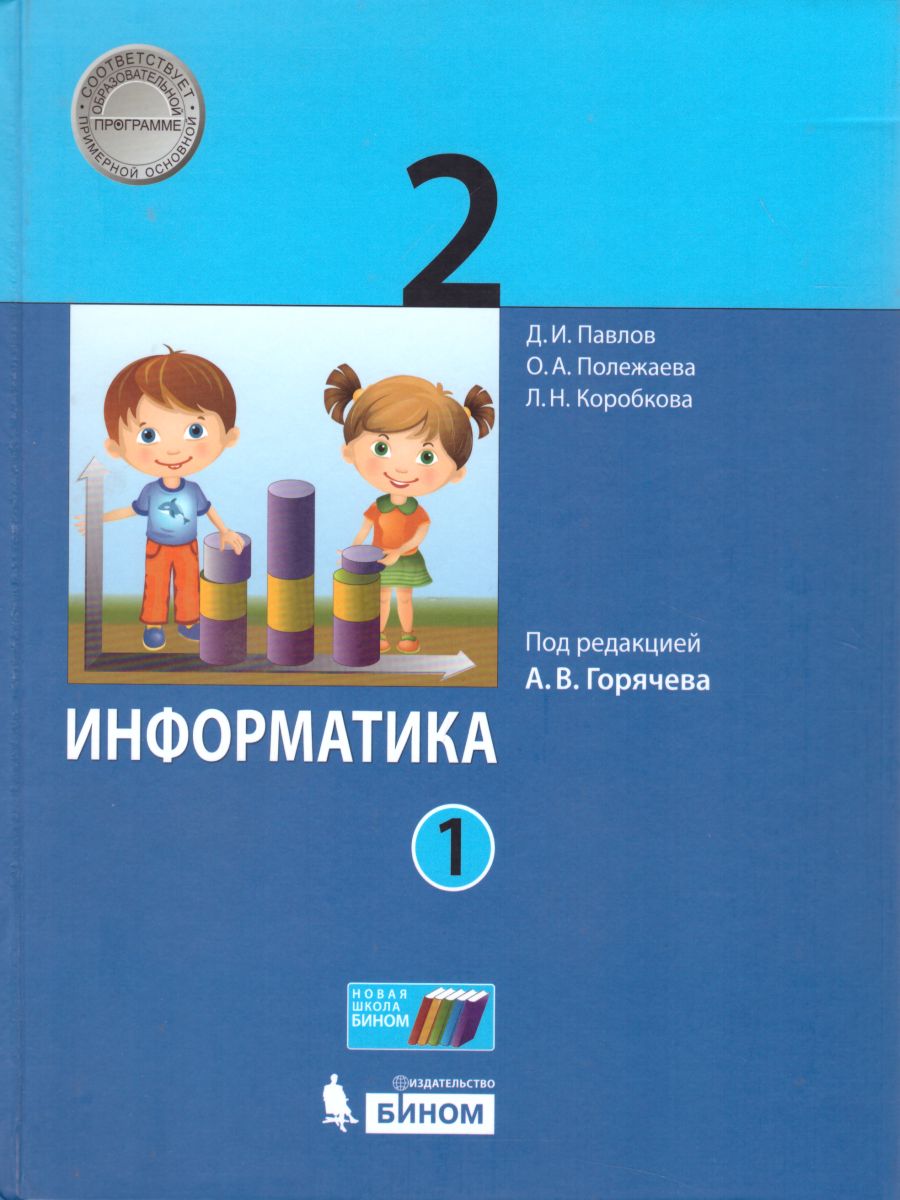 СООТВЕТСТВУЕТ
ПРИМЕРНОЙ ОСНОВНОЙ
ОБРАЗОВАТЕЛЬНОЙ
ПРОГРАММЕ
2
Д. И. Павлов
О. А. Полежаева
Л. Н. Коробкова
Под редакцией
А. В. Горячева
ИНФОРМАТИКА
1
НОВАЯ
ШКОЛА
БИНОМ
ИЗДАТЕЛЬСТВО
БИНОМ